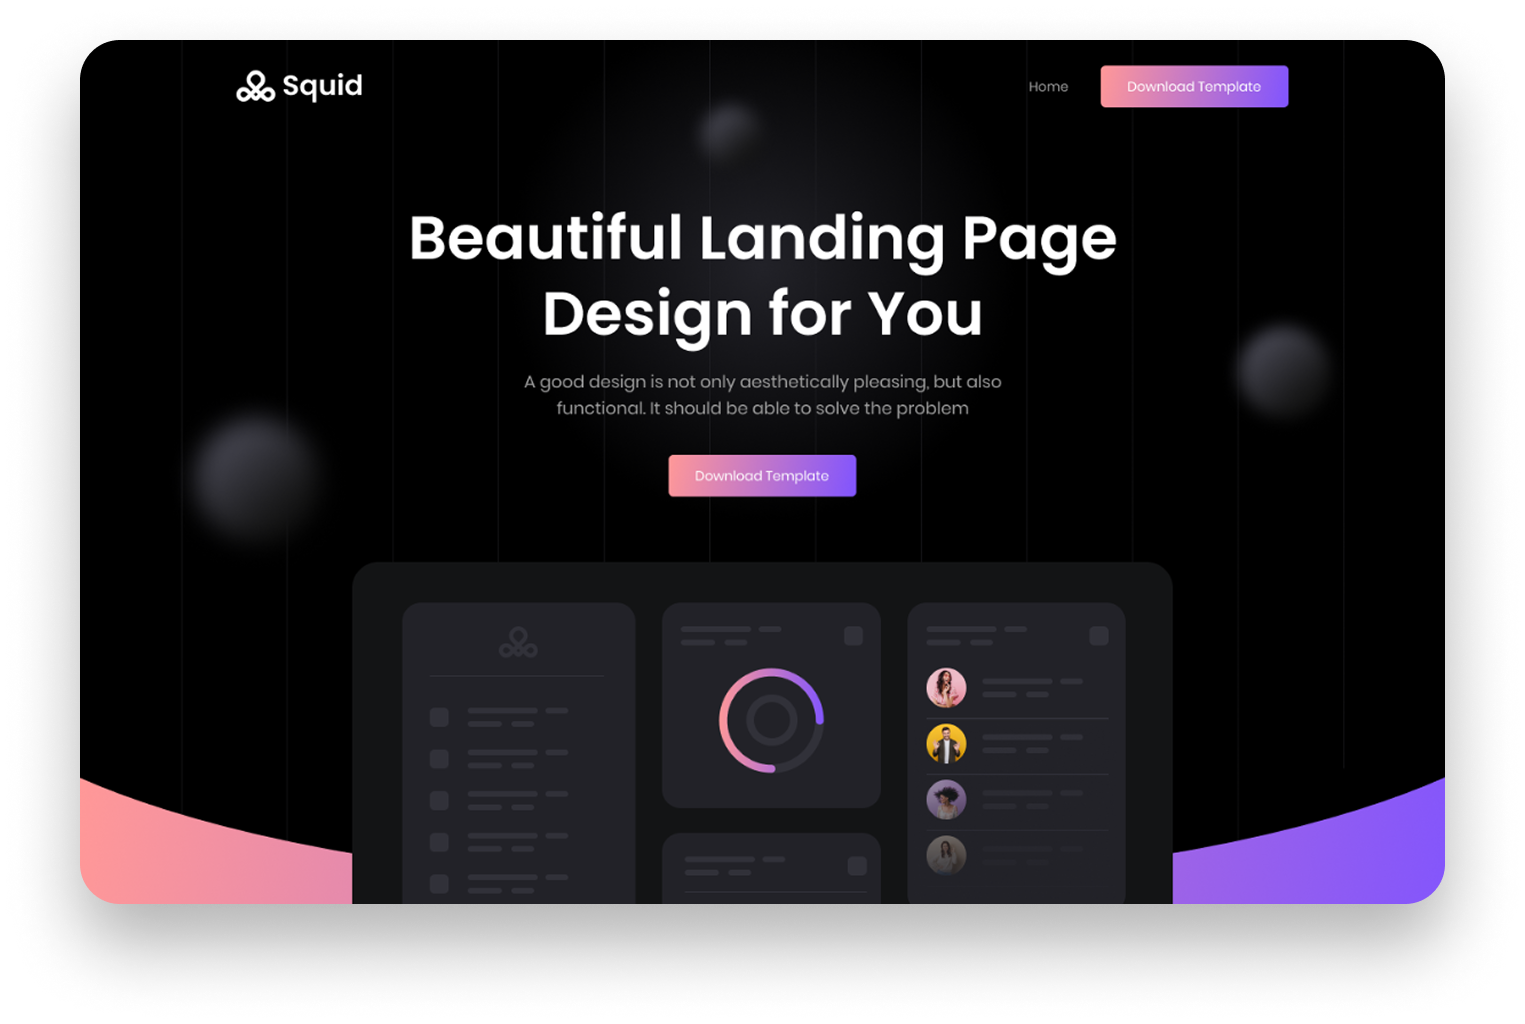 Squid
Home
Download Template
Beautiful Landing Page
Design for You
A good design is not only aesthetically pleasing, but also
functional. It should be able to solve the problem
Download Template